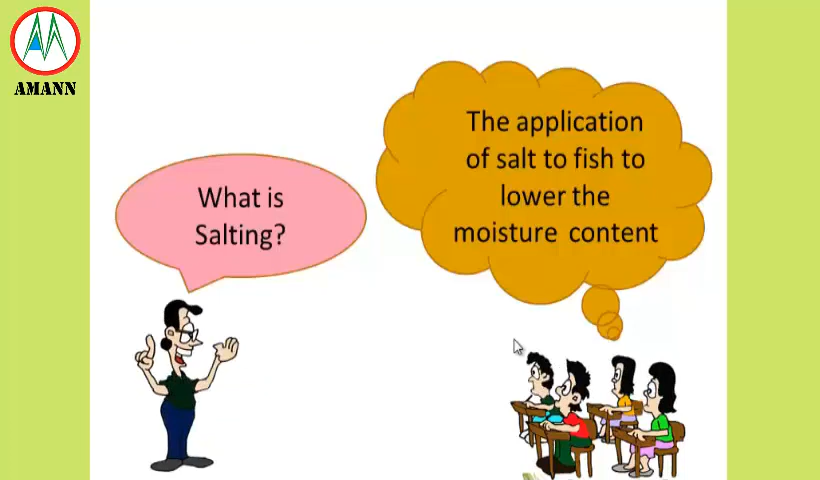 AMANN
What is
Salting?
The application
of salt to fish to
lower the
moisture content